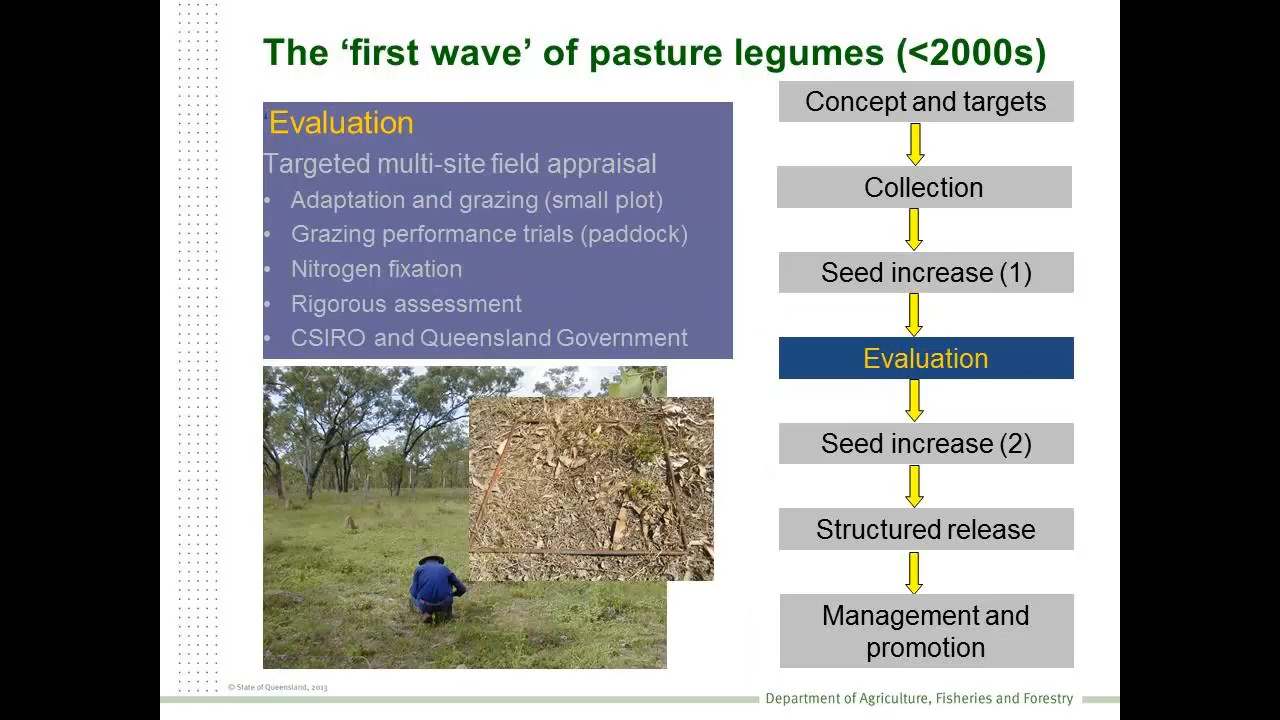 The ‘first wave’ of pasture legumes (<2000s)
‘Evaluation
Targeted multi-site field appraisal
• Adaptation and grazing (small plot)
• Grazing performance trials (paddock)
• Nitrogen fixation
• Rigorous assessment
• CSIRO and Queensland Government
Concept and targets
Collection
Seed increase (1)
Evaluation
Seed increase (2)
Structured release
Management and
promotion
© State of Queensland, 2013
Department of Agriculture, Fisheries and Forestry